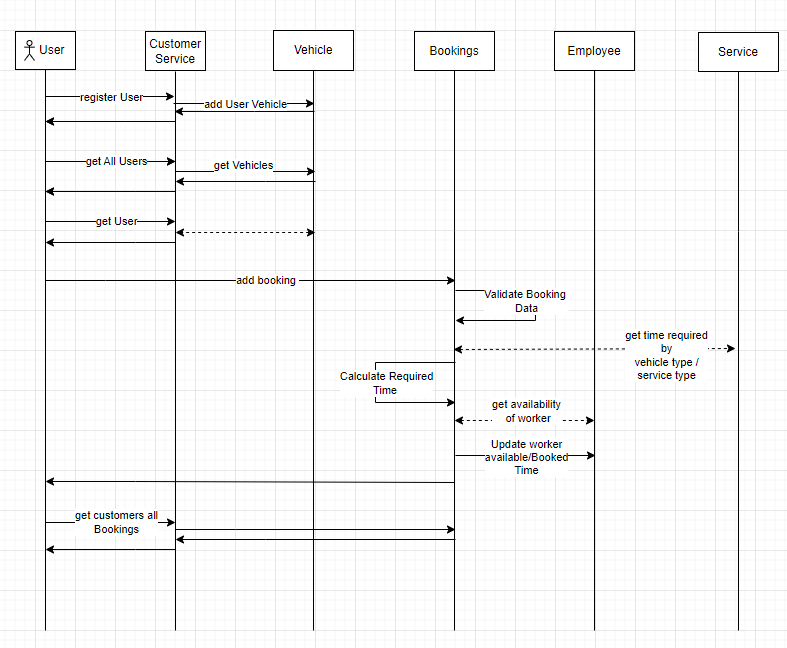 User
Customer
Service
Vehicle
Bookings
Employee
Service
register User
add User Vehicle
get All Users
get Vehicles
get User
add booking
Validate Booking
Data
get time required
by
vehicle type /
service type
Calculate Required
Time
get availability
of worker
Update worker
available/Booked
Time
get customers all
Bookings